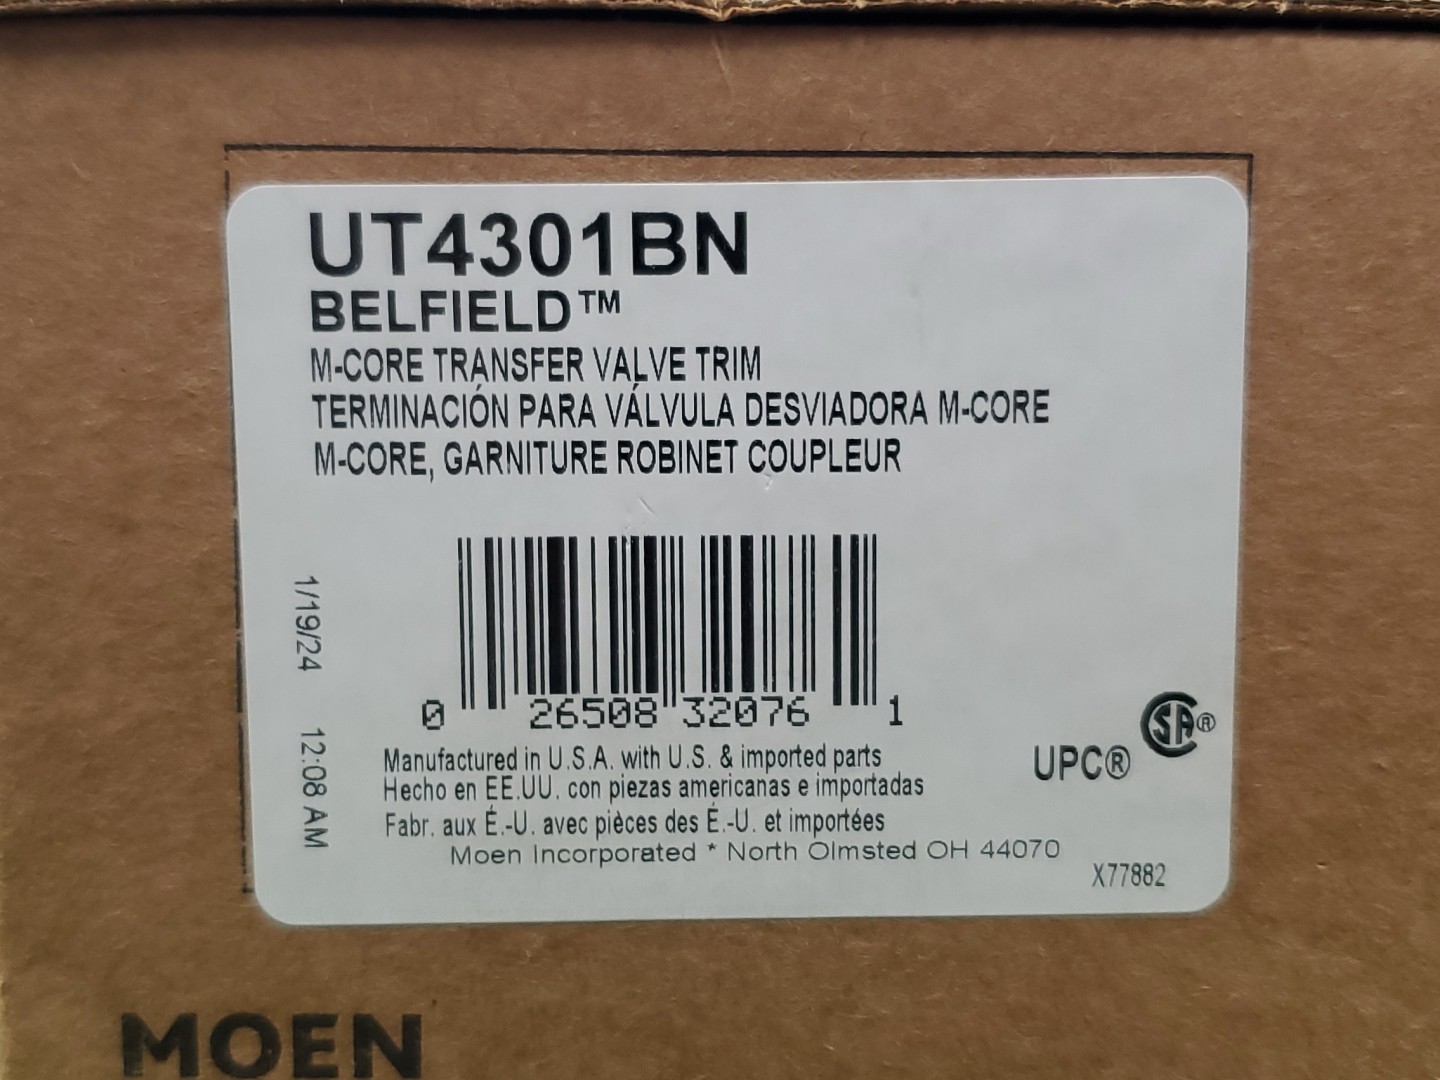 UT4301BN
BELFIELD™
M-CORE TRANSFER VALVE TRIM
TERMINACIÓN PARA VÁLVULA DESVIADORA M-CORE
M-CORE, GARNITURE ROBINET COUPLEUR
1/19/24 12:08 AM
0 26508 32076 1
Manufactured in U.S.A. with U.S. & imported parts
Hecho en EE.UU. con piezas americanas e importadas
Fabr. aux É.-U. avec pièces des É.-U. et importées
Moen Incorporated * North Olmsted OH 44070
UPC® SA®
X77882
MOEN